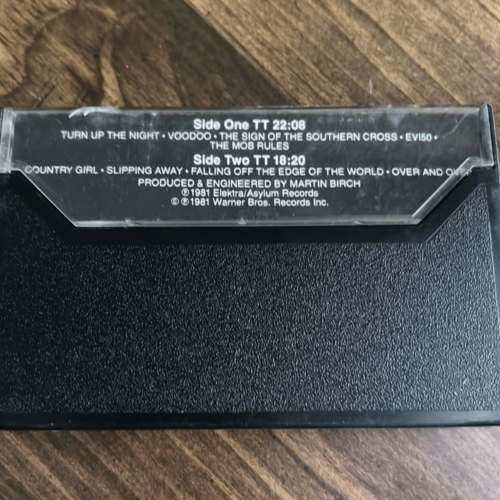 Side One TT 22:08
TURN UP THE NIGHT • VOODOO • THE SIGN OF THE SOUTHERN CROSS • EVI50 •
THE MOB RULES
Side Two TT 18:20
COUNTRY GIRL • SLIPPING AWAY • FALLING OFF THE EDGE OF THE WORLD • OVER AND OVER
PRODUCED & ENGINEERED BY MARTIN BIRCH
℗1981 Elektra/Asylum Records
© ℗1981 Warner Bros. Records Inc.